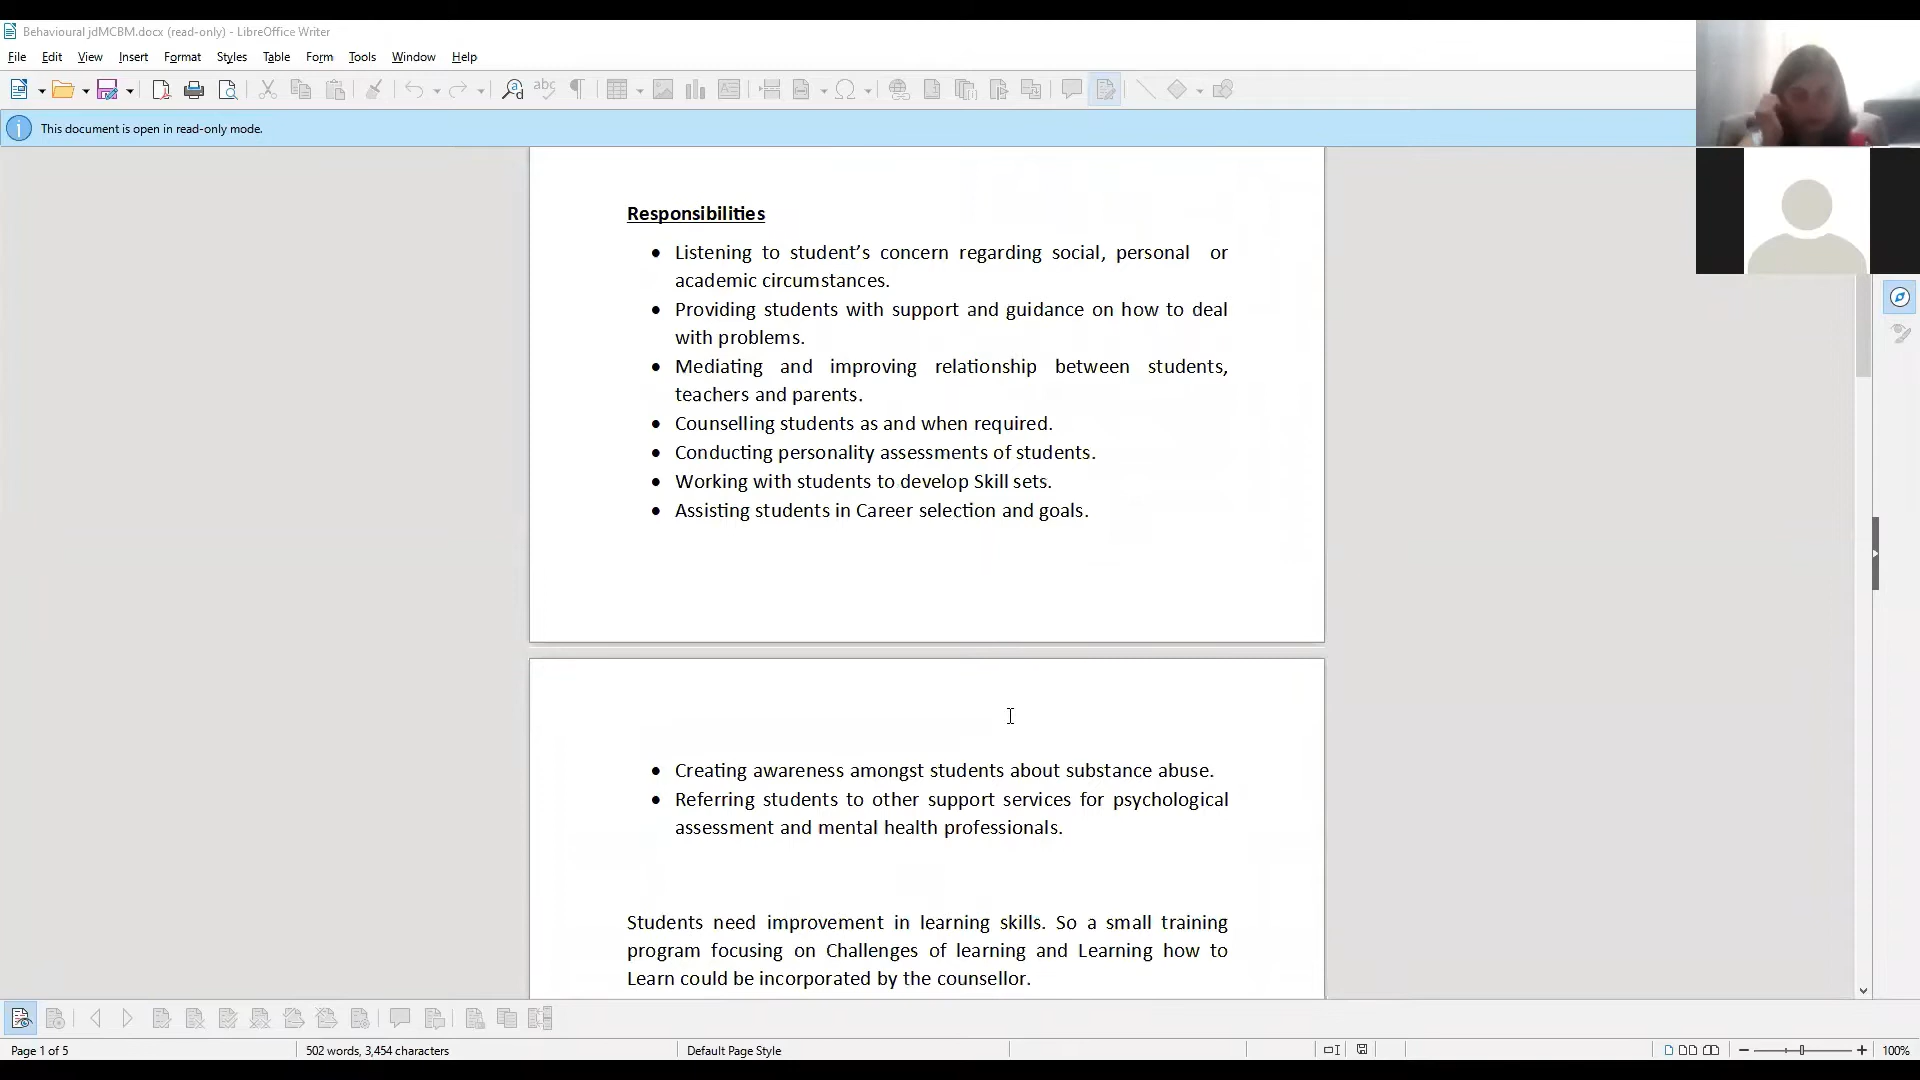 Behavioural jdMCBM.docx (read-only) - LibreOffice Writer
File Edit View Insert Format Styles Table Form Tools Window Help
This document is open in read-only mode.
Responsibilities
• Listening to student’s concern regarding social, personal or
academic circumstances.
• Providing students with support and guidance on how to deal
with problems.
• Mediating and improving relationship between students,
teachers and parents.
• Counselling students as and when required.
• Conducting personality assessments of students.
• Working with students to develop Skill sets.
• Assisting students in Career selection and goals.
• Creating awareness amongst students about substance abuse.
• Referring students to other support services for psychological
assessment and mental health professionals.
Students need improvement in learning skills. So a small training
program focusing on Challenges of learning and Learning how to
Learn could be incorporated by the counsellor.
Page 1 of 5 502 words, 3,454 characters Default Page Style 100%